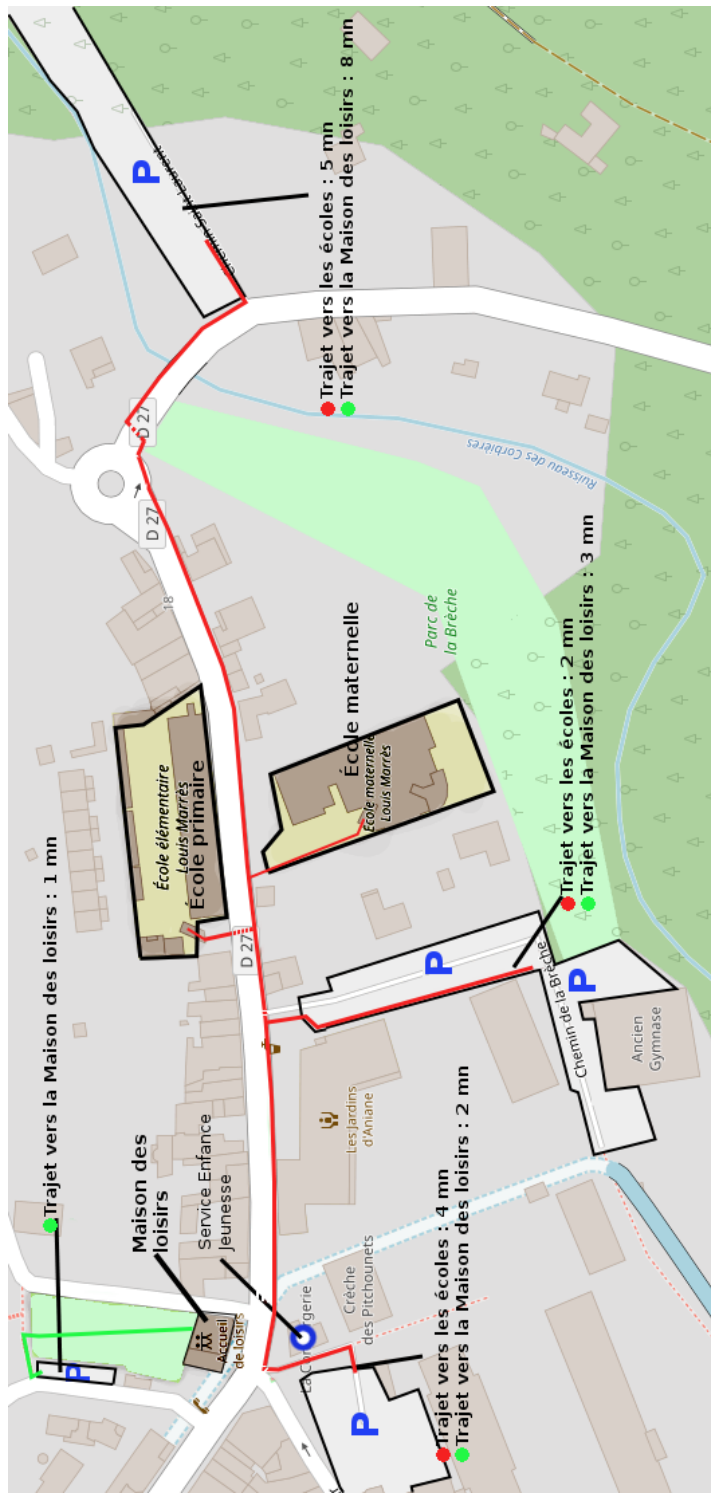 Trajet vers la Maison des loisirs : 1 mn
P
Maison des
loisirs
Service Enfance
Jeunesse
Accueil
de loisirs
École élémentaire
Louis Marrès
École primaire
18
D 27
D 27
P
Chemin Saint Laurent
D 27
Trajet vers les écoles : 5 mn
Trajet vers la Maison des loisirs : 8 mn
École maternelle
École maternelle
Louis Marrès
Les Jardins
d'Aniane
Crèche
des Pitchounets
P
P
Parc de
la Brèche
Ruisseau des Corbières
Trajet vers les écoles : 4 mn
Trajet vers la Maison des loisirs : 2 mn
Chemin de la Brèche
P
Trajet vers les écoles : 2 mn
Trajet vers la Maison des loisirs : 3 mn
Ancien
Gymnase